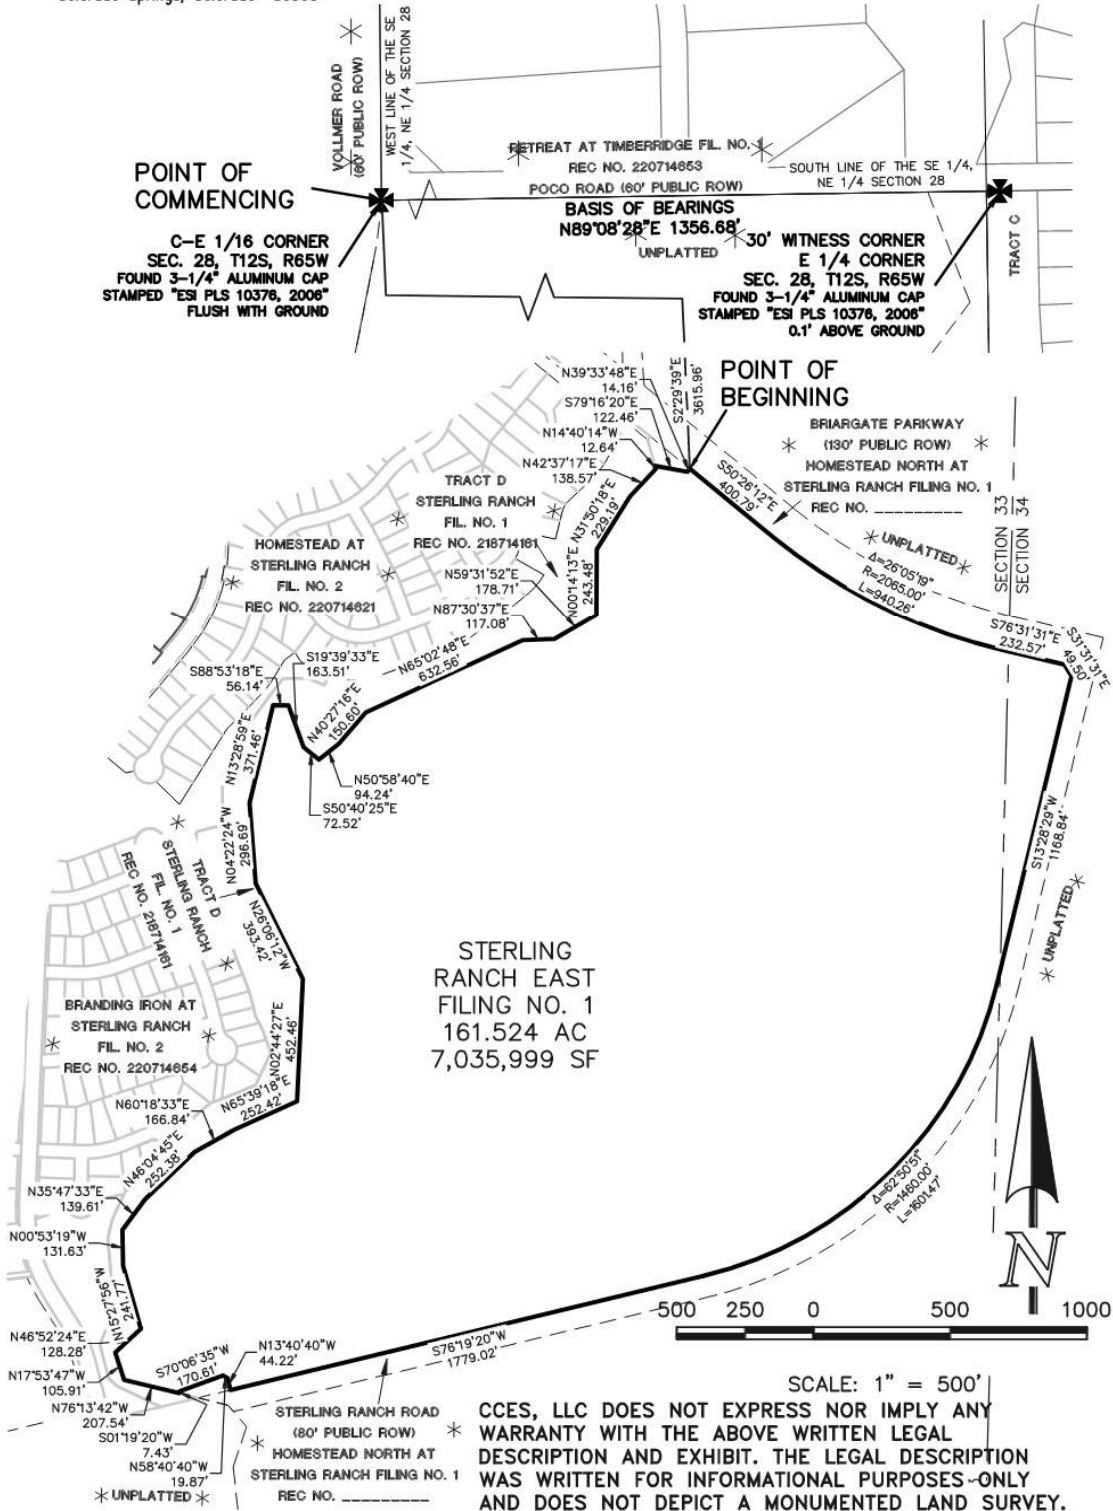 VOLLMER ROAD
(60' PUBLIC ROW)
WEST LINE OF THE SE
1/4, NE 1/4 SECTION 28
RETREAT AT TIMBERRIDGE FIL. NO. 1
REC NO. 220714653
POCO ROAD (60' PUBLIC ROW)
SOUTH LINE OF THE SE 1/4,
NE 1/4 SECTION 28
POINT OF
COMMENCING
BASIS OF BEARINGS
N89°08'28"E 1356.68'
UNPLATTED
C-E 1/16 CORNER
SEC. 28, T12S, R65W
FOUND 3-1/4" ALUMINUM CAP
STAMPED "ESI PLS 10376, 2006"
FLUSH WITH GROUND
30' WITNESS CORNER
E 1/4 CORNER
SEC. 28, T12S, R65W
FOUND 3-1/4" ALUMINUM CAP
STAMPED "ESI PLS 10376, 2006"
0.1' ABOVE GROUND
TRACT C
S2°29'39"E
3615.96'
POINT OF
BEGINNING
N39°33'48"E
14.16'
S79°16'20"E
122.46'
N14°40'14"W
12.64'
N42°37'17"E
138.57'
BRIARGATE PARKWAY
(130' PUBLIC ROW)
HOMESTEAD NORTH AT
STERLING RANCH FILING NO. 1
REC NO. _________
S50°26'12"E
400.79'
UNPLATTED
Δ=26°05'19"
R=2065.00'
L=940.26'
SECTION 33
SECTION 34
S76°31'31"E
232.57'
S31°31'31"E
49.50'
TRACT D
STERLING RANCH
FIL. NO. 1
REC NO. 218714161
N31°50'18"E
229.19'
N00°14'13"E
243.48'
HOMESTEAD AT
STERLING RANCH
FIL. NO. 2
REC NO. 220714621
N59°31'52"E
178.71'
N87°30'37"E
117.08'
N65°02'48"E
632.56'
S19°39'33"E
163.51'
S88°53'18"E
56.14'
N40°27'16"E
150.60'
N13°28'59"E
371.46'
N50°58'40"E
94.24'
S50°40'25"E
72.52'
N04°22'24"W
296.69'
TRACT D
STERLING RANCH
FIL. NO. 1
REC NO. 218714161
N26°06'12"W
393.42'
S13°28'29"W
1168.84'
UNPLATTED
STERLING
RANCH EAST
FILING NO. 1
161.524 AC
7,035,999 SF
BRANDING IRON AT
STERLING RANCH
FIL. NO. 2
REC NO. 220714654
N02°44'27"E
452.46'
N65°39'18"E
252.42'
N60°18'33"E
166.84'
N46°04'45"E
252.38'
N35°47'33"E
139.61'
N00°53'19"W
131.63'
N15°27'56"W
241.77'
N46°52'24"E
128.28'
N17°53'47"W
105.91'
N76°13'42"W
207.54'
S01°19'20"W
7.43'
N58°40'40"W
19.87'
S70°06'35"W
170.61'
N13°40'40"W
44.22'
S76°19'20"W
1779.02'
Δ=62°50'51"
R=1460.00'
L=1601.47'
UNPLATTED
STERLING RANCH ROAD
(80' PUBLIC ROW)
HOMESTEAD NORTH AT
STERLING RANCH FILING NO. 1
REC NO. _________
N
500 250 0 500 1000
SCALE: 1" = 500'
CCES, LLC DOES NOT EXPRESS NOR IMPLY ANY
WARRANTY WITH THE ABOVE WRITTEN LEGAL
DESCRIPTION AND EXHIBIT. THE LEGAL DESCRIPTION
WAS WRITTEN FOR INFORMATIONAL PURPOSES ONLY
AND DOES NOT DEPICT A MONUMENTED LAND SURVEY.